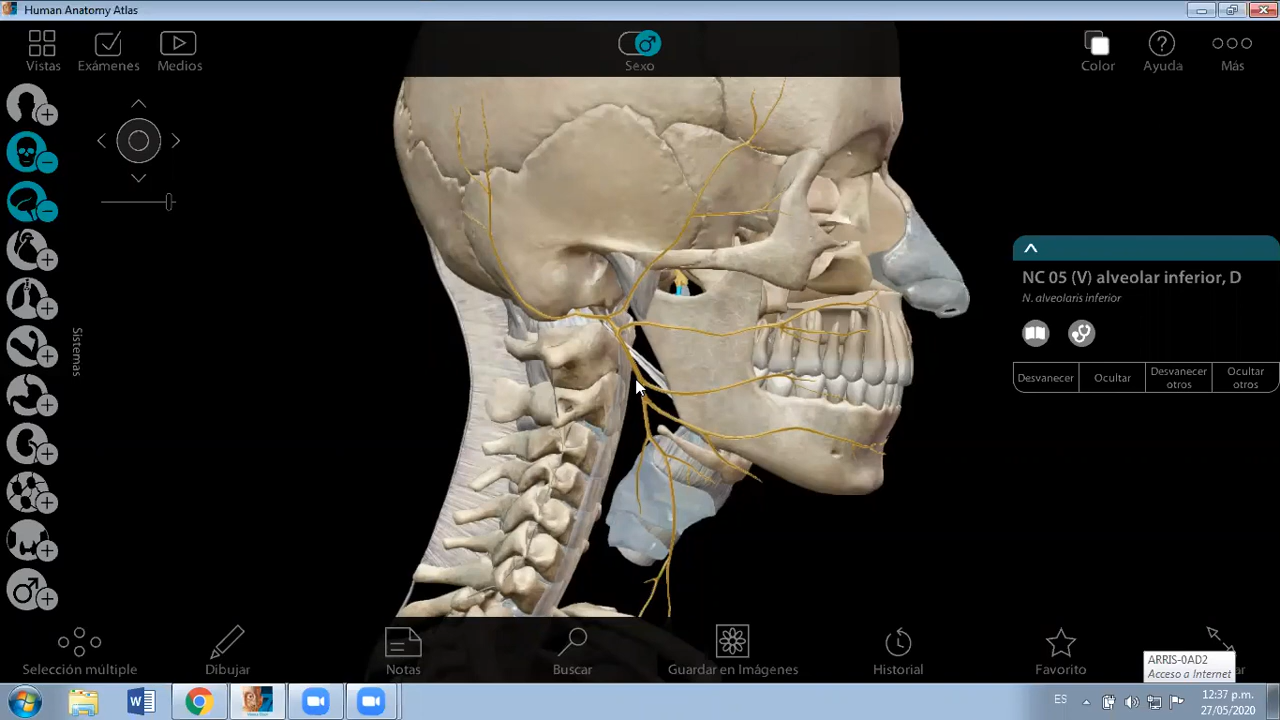 Human Anatomy Atlas
Vistas
Exámenes
Medios
Sexo
Color
Ayuda
Más
Sistemas
NC 05 (V) alveolar inferior, D
N. alveolaris inferior
Desvanecer
Ocultar
Desvanecer
otros
Ocultar
otros
Selección múltiple
Dibujar
Notas
Buscar
Guardar en Imágenes
Historial
Favorito
ARRIS-0AD2
Acceso a Internet
ES
12:37 p.m.
27/05/2020